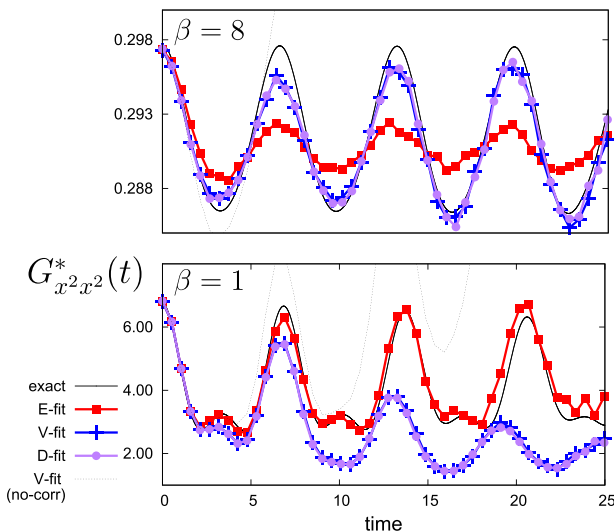 0.298
0.293
0.288
β = 8
G*x²x²(t)
β = 1
6.00
4.00
2.00
exact
E-fit
V-fit
D-fit
V-fit
(no-corr)
0 5 10 15 20 25
time